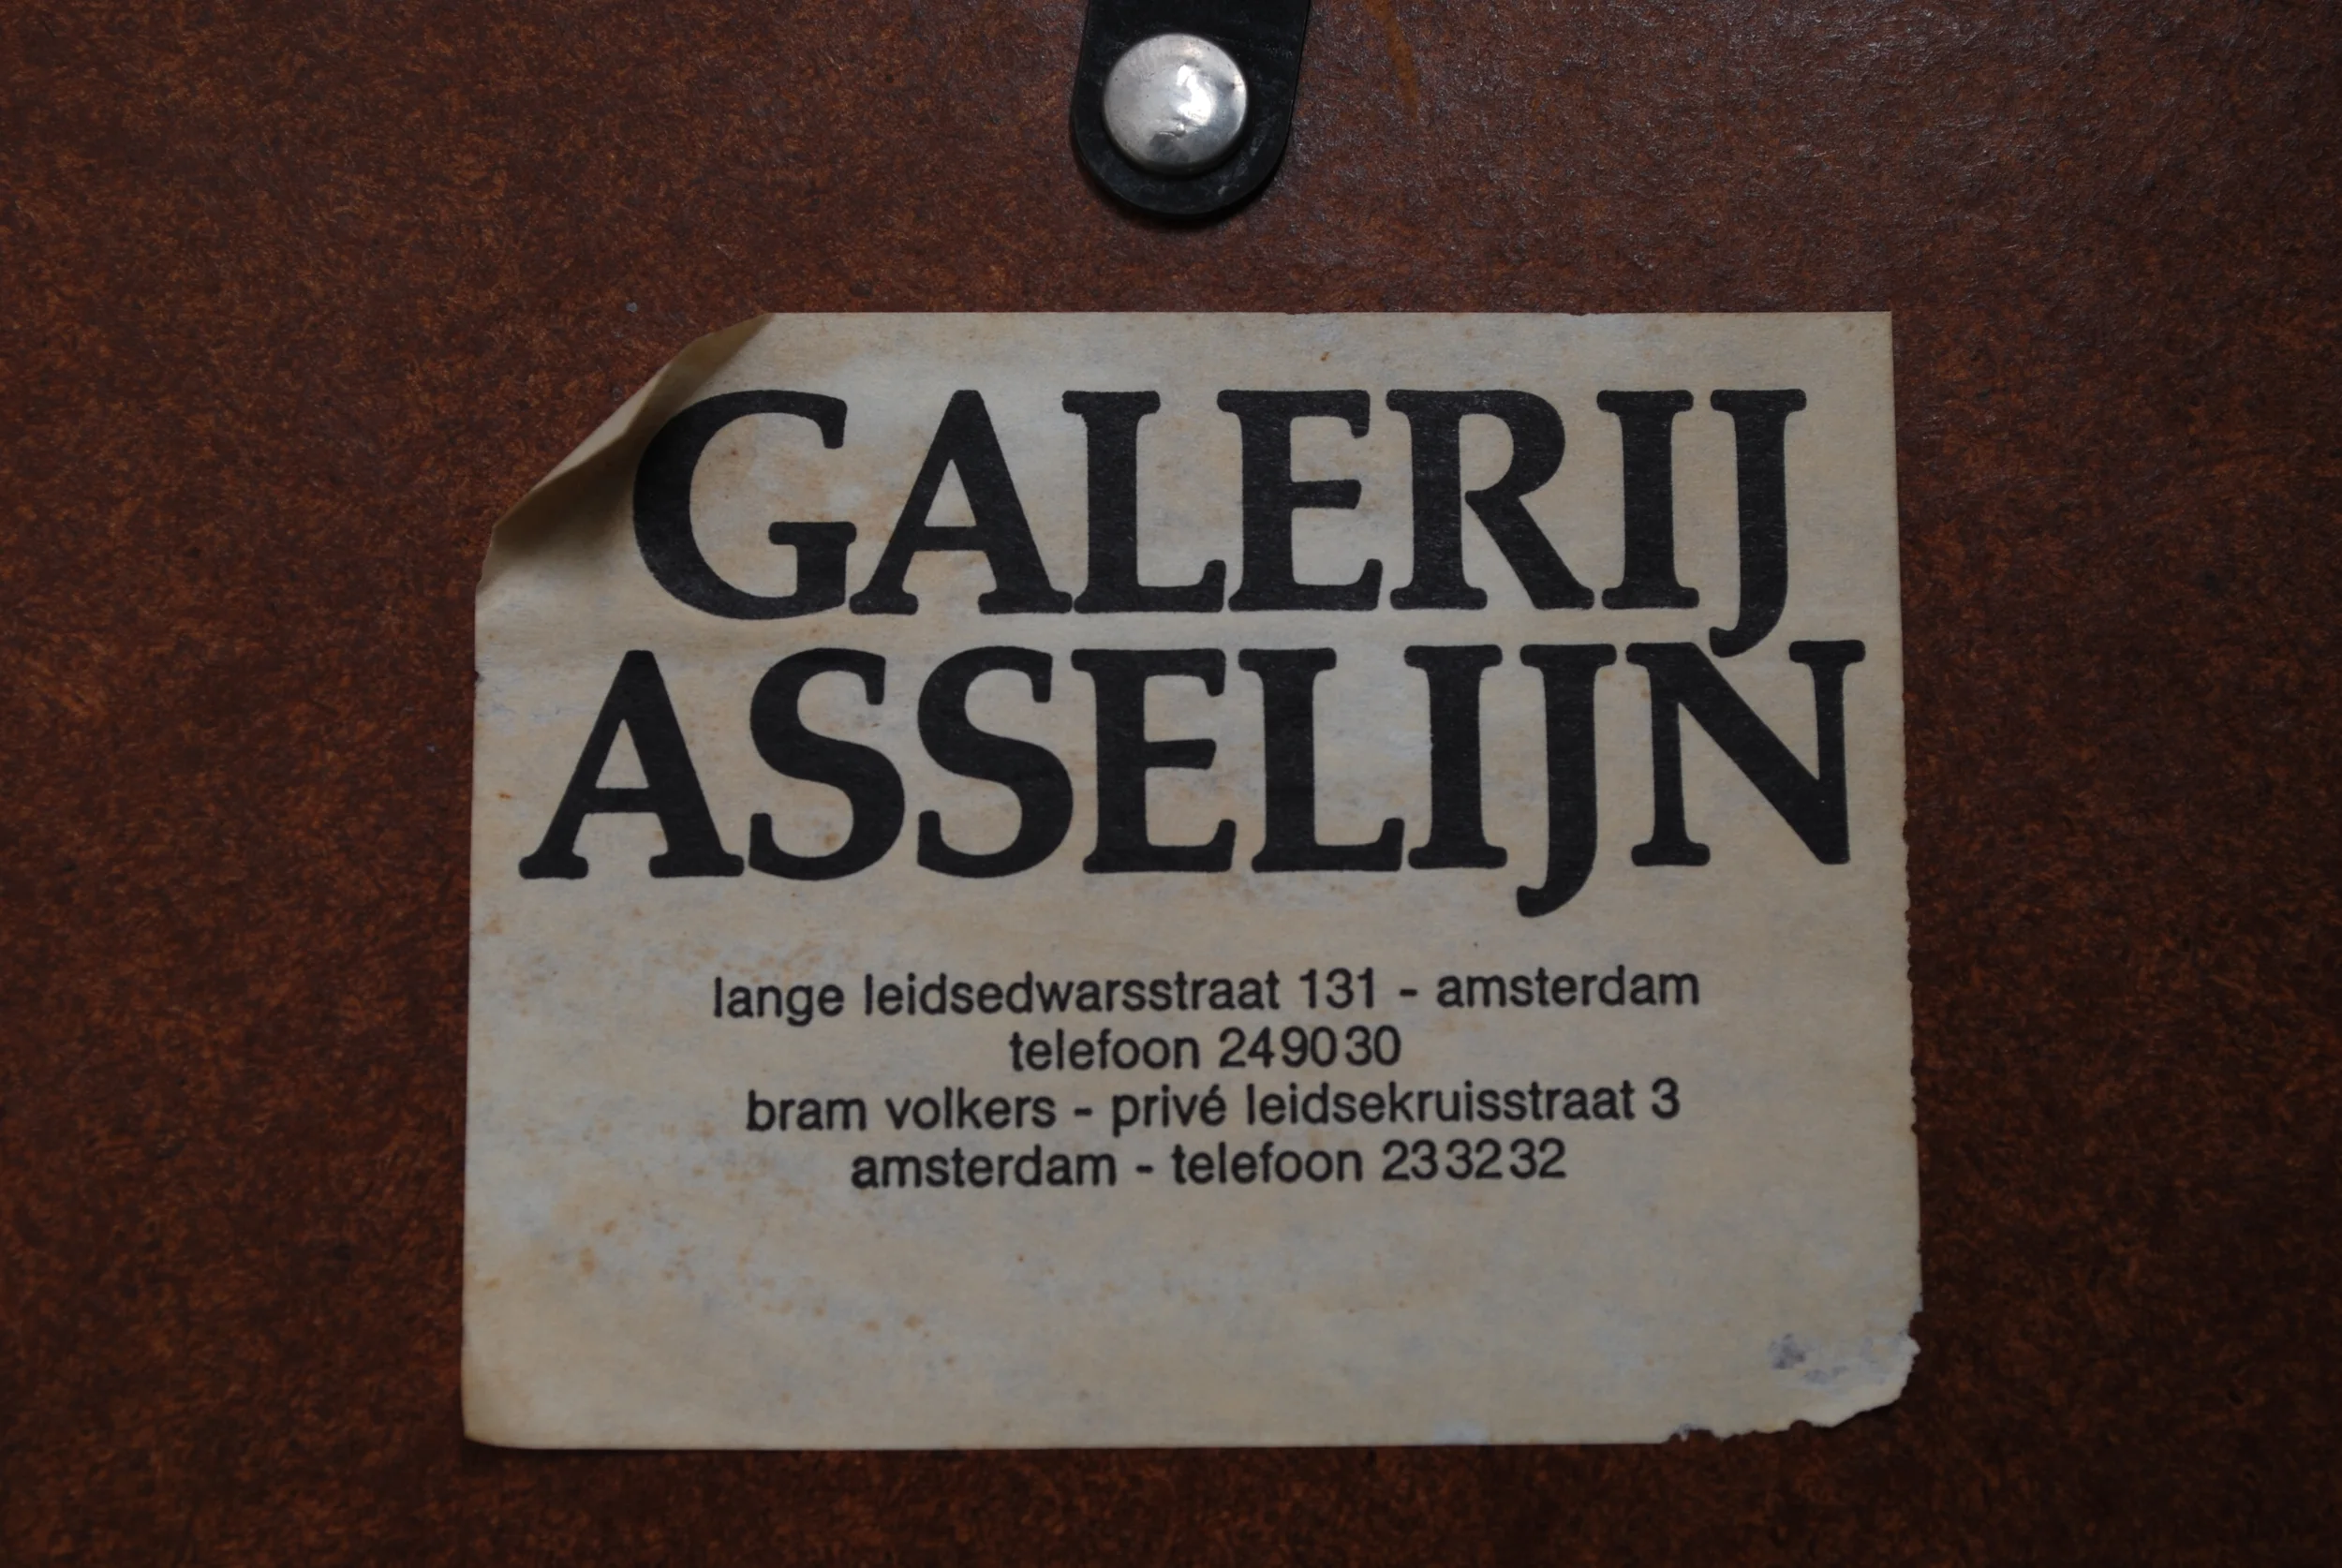 GALERIJ
ASSELIJN
lange leidsedwarsstraat 131 - amsterdam
telefoon 249030
bram volkers - privé leidsekruisstraat 3
amsterdam - telefoon 233232